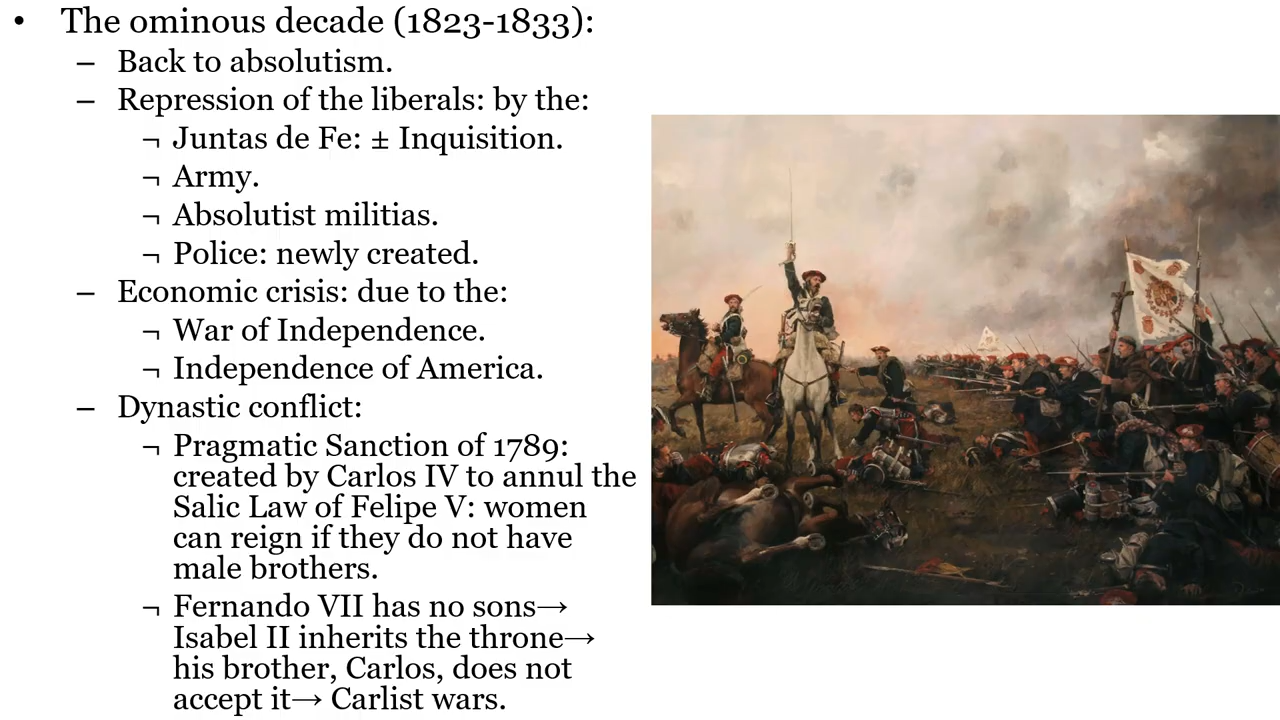 • The ominous decade (1823-1833):
– Back to absolutism.
– Repression of the liberals: by the:
¬ Juntas de Fe: ± Inquisition.
¬ Army.
¬ Absolutist militias.
¬ Police: newly created.
– Economic crisis: due to the:
¬ War of Independence.
¬ Independence of America.
– Dynastic conflict:
¬ Pragmatic Sanction of 1789:
created by Carlos IV to annul the
Salic Law of Felipe V: women
can reign if they do not have
male brothers.
¬ Fernando VII has no sons→
Isabel II inherits the throne→
his brother, Carlos, does not
accept it→ Carlist wars.